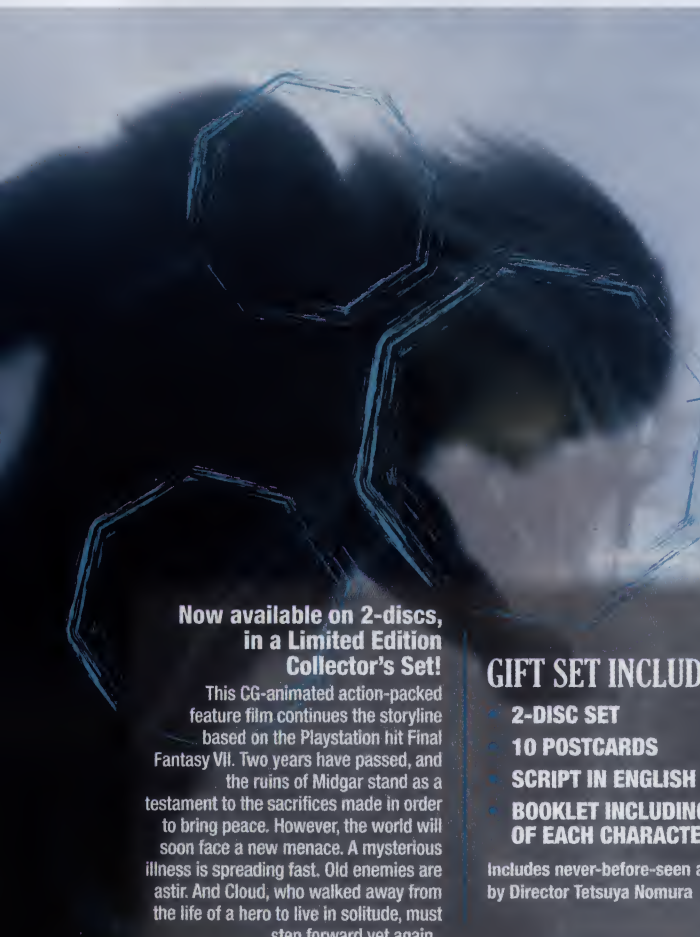 Now available on 2-discs,
in a Limited Edition
Collector's Set!
This CG-animated action-packed
feature film continues the storyline
based on the Playstation hit Final
Fantasy VII. Two years have passed, and
the ruins of Midgar stand as a
testament to the sacrifices made in order
to bring peace. However, the world will
soon face a new menace. A mysterious
illness is spreading fast. Old enemies are
astir. And Cloud, who walked away from
the life of a hero to live in solitude, must
step forward yet again.
GIFT SET INCLUD
2-DISC SET
10 POSTCARDS
SCRIPT IN ENGLISH
BOOKLET INCLUDING
OF EACH CHARACTE
Includes never-before-seen a
by Director Tetsuya Nomura